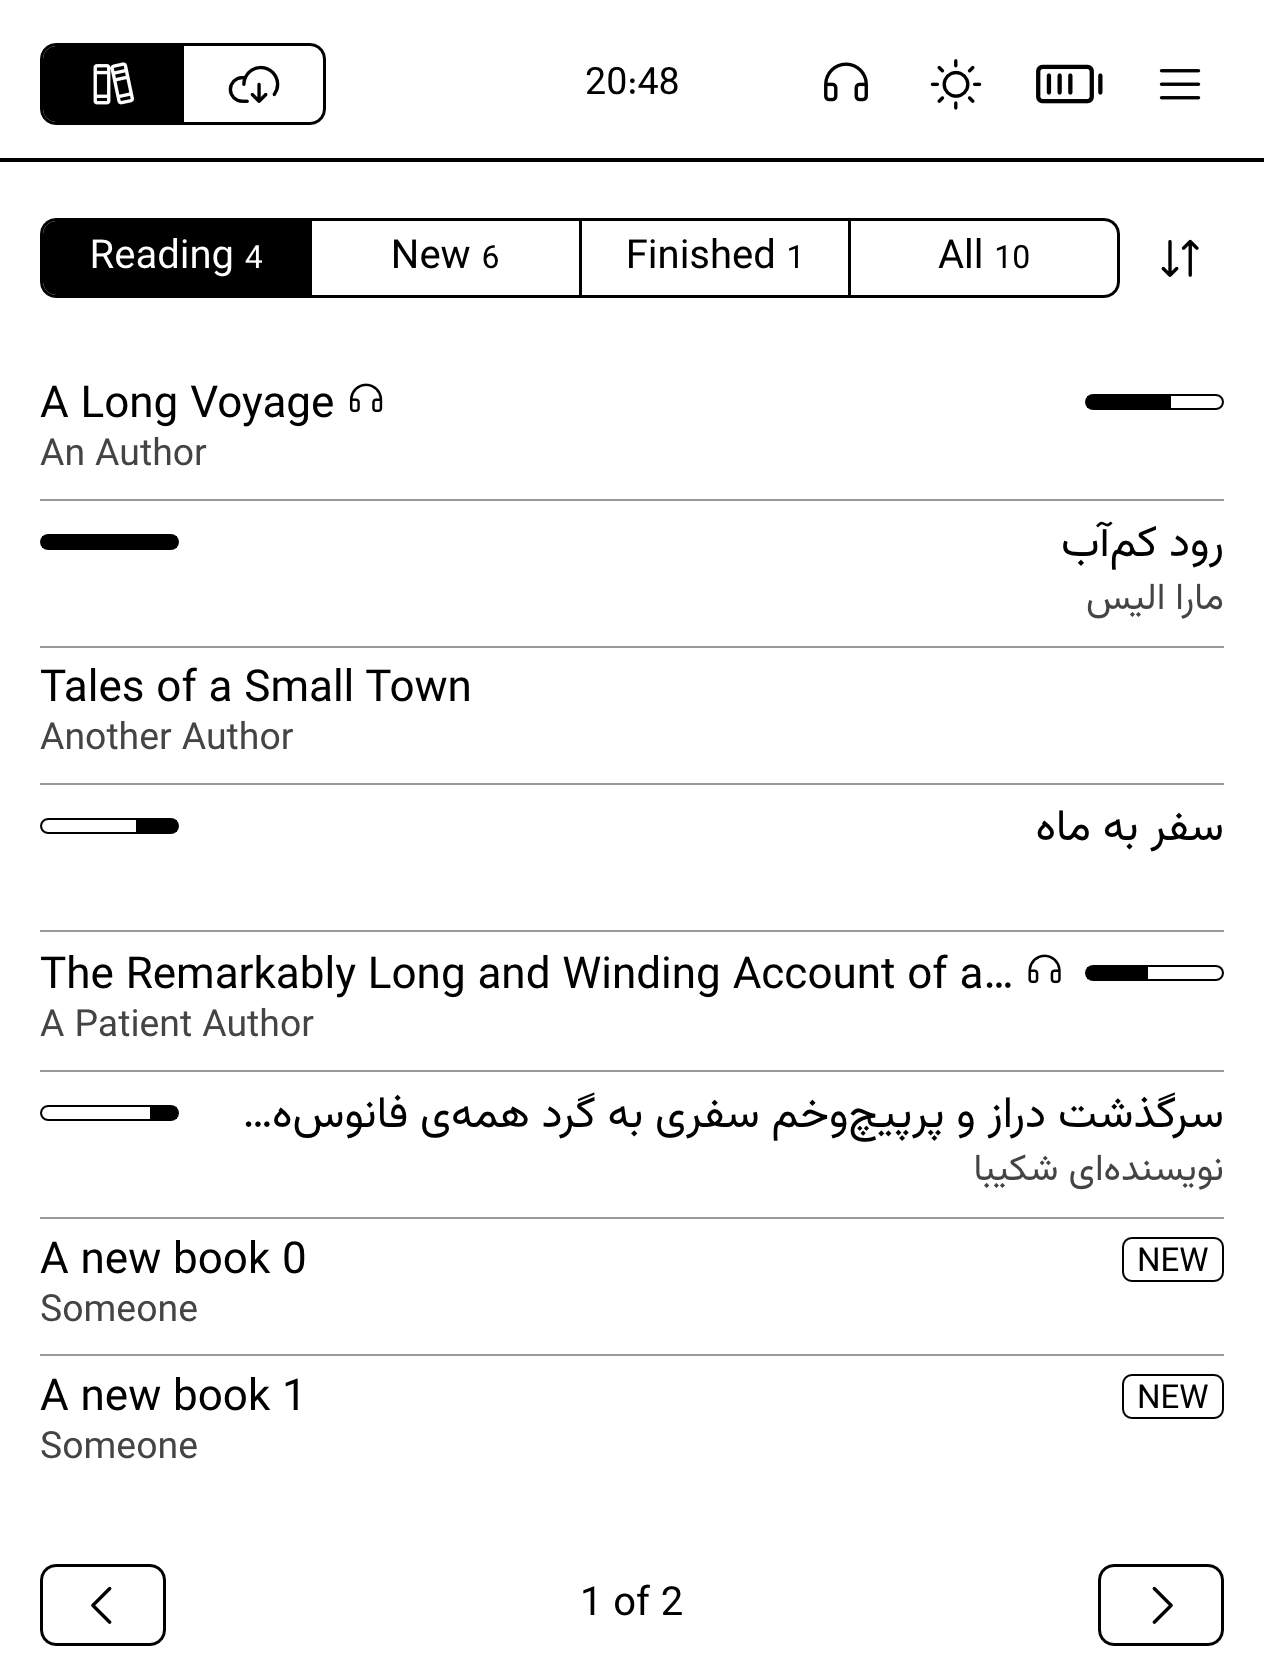 20:48
Reading 4
New 6
Finished 1
All 10
A Long Voyage
An Author
رود کم‌آب
مارا الیس
Tales of a Small Town
Another Author
سفر به ماه
The Remarkably Long and Winding Account of a…
A Patient Author
سرگذشت دراز و پرپیچ‌وخم سفری به گرد همه‌ی فانوس‌ه…
نویسنده‌ای شکیبا
A new book 0
NEW
Someone
A new book 1
NEW
Someone
1 of 2